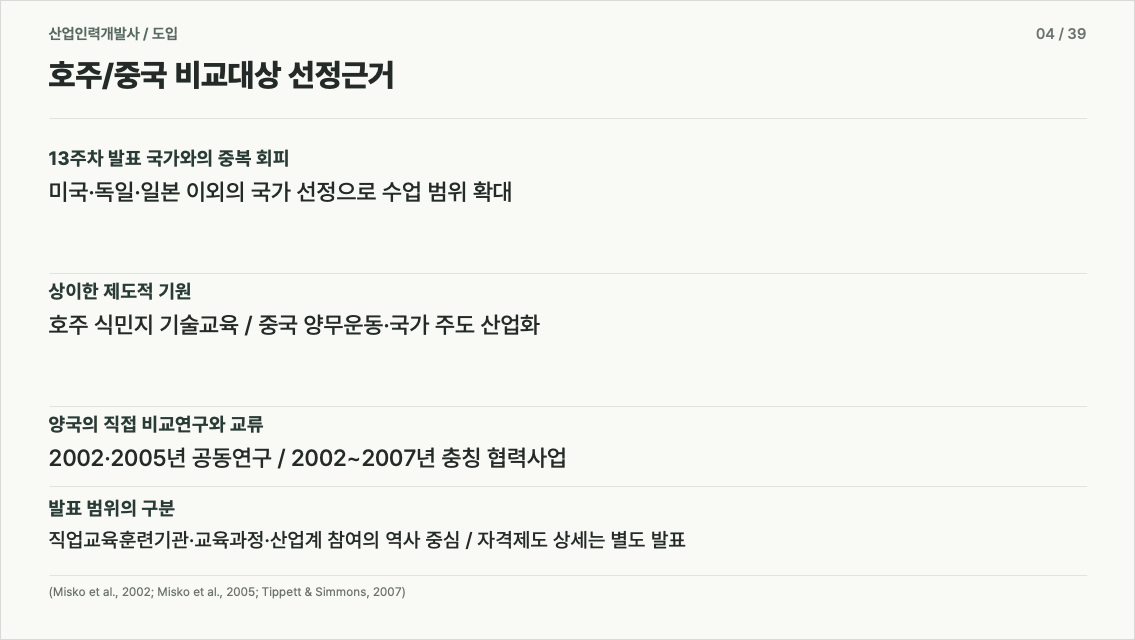 산업인력개발사 / 도입
04 / 39
호주/중국 비교대상 선정근거
13주차 발표 국가와의 중복 회피
미국·독일·일본 이외의 국가 선정으로 수업 범위 확대
상이한 제도적 기원
호주 식민지 기술교육 / 중국 양무운동·국가 주도 산업화
양국의 직접 비교연구와 교류
2002·2005년 공동연구 / 2002~2007년 충칭 협력사업
발표 범위의 구분
직업교육훈련기관·교육과정·산업계 참여의 역사 중심 / 자격제도 상세는 별도 발표
(Misko et al., 2002; Misko et al., 2005; Tippett & Simmons, 2007)